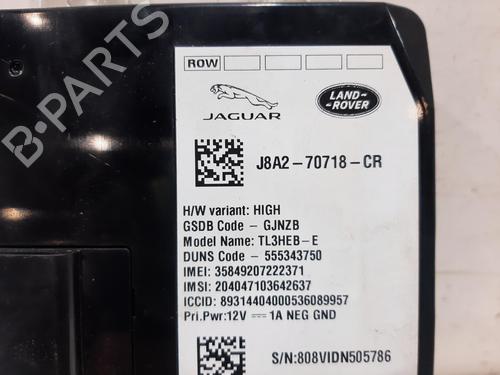 B-PARTS
ROW
JAGUAR
LAND-
ROVER
J8A2-70718-CR
H/W variant: HIGH
GSDB Code - GJNZB
Model Name: TL3HEB-E
DUNS Code - 555343750
IMEI: 35849207222371
IMSI: 204047103642637
ICCID: 89314404000536089957
Pri.Pwr:12V ⎓ 1A NEG GND
S/N:808VIDN505786